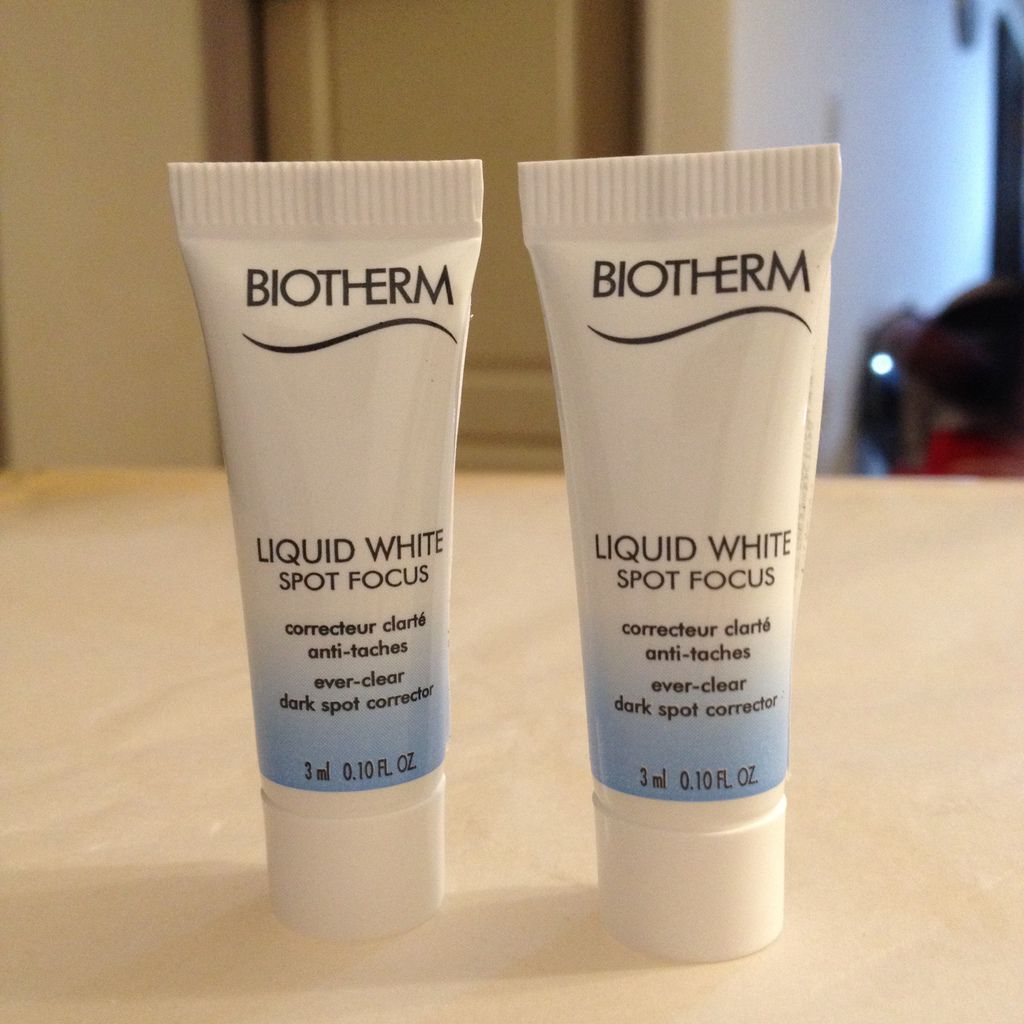 BIOTHERM
LIQUID WHITE
SPOT FOCUS
correcteur clarté
anti-taches
ever-clear
dark spot corrector
3 ml 0.10 FL. OZ.
BIOTHERM
LIQUID WHITE
SPOT FOCUS
correcteur clarté
anti-taches
ever-clear
dark spot corrector
3 ml 0.10 FL. OZ.